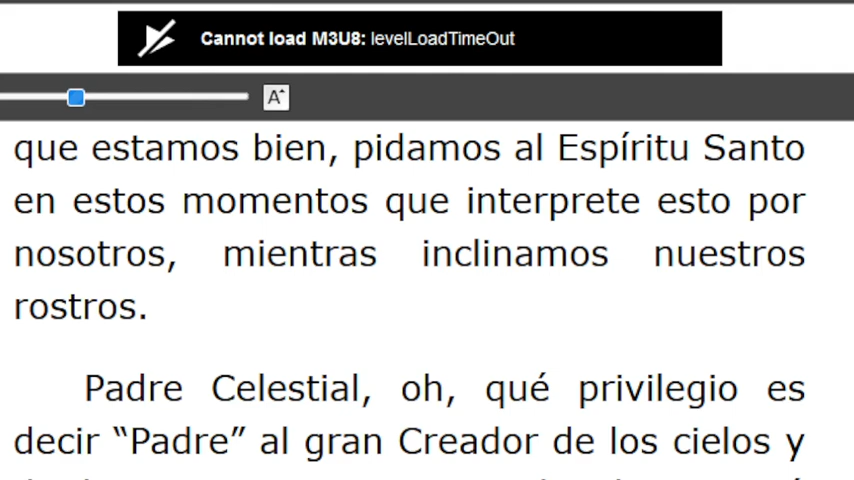 Cannot load M3U8: levelLoadTimeOut
A
que estamos bien, pidamos al Espíritu Santo
en estos momentos que interprete esto por
nosotros, mientras inclinamos nuestros
rostros.
Padre Celestial, oh, qué privilegio es
decir “Padre” al gran Creador de los cielos y